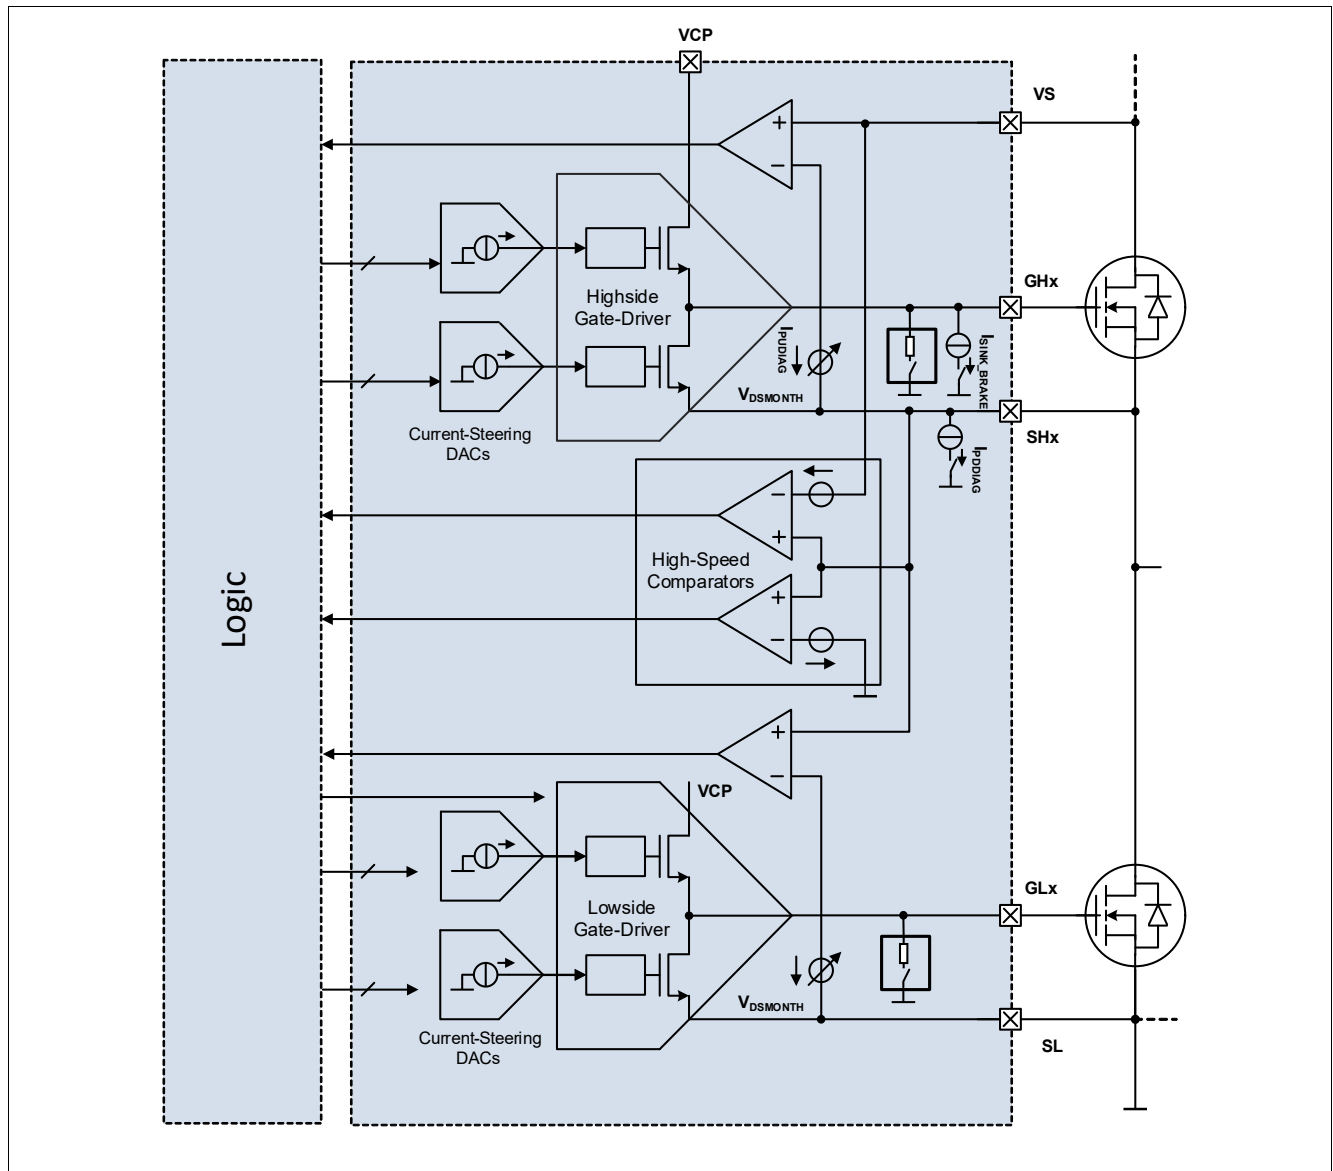 VCP
VS
+
−
GHx
Highside
Gate-Driver
IPUDIAG
ISINK_BRAKE
VDSMONTH
SHx
Current-Steering
DACs
IPDDIAG
−
+
High-Speed
Comparators
+
−
Logic
+
−
VCP
GLx
Lowside
Gate-Driver
VDSMONTH
Current-Steering
DACs
SL